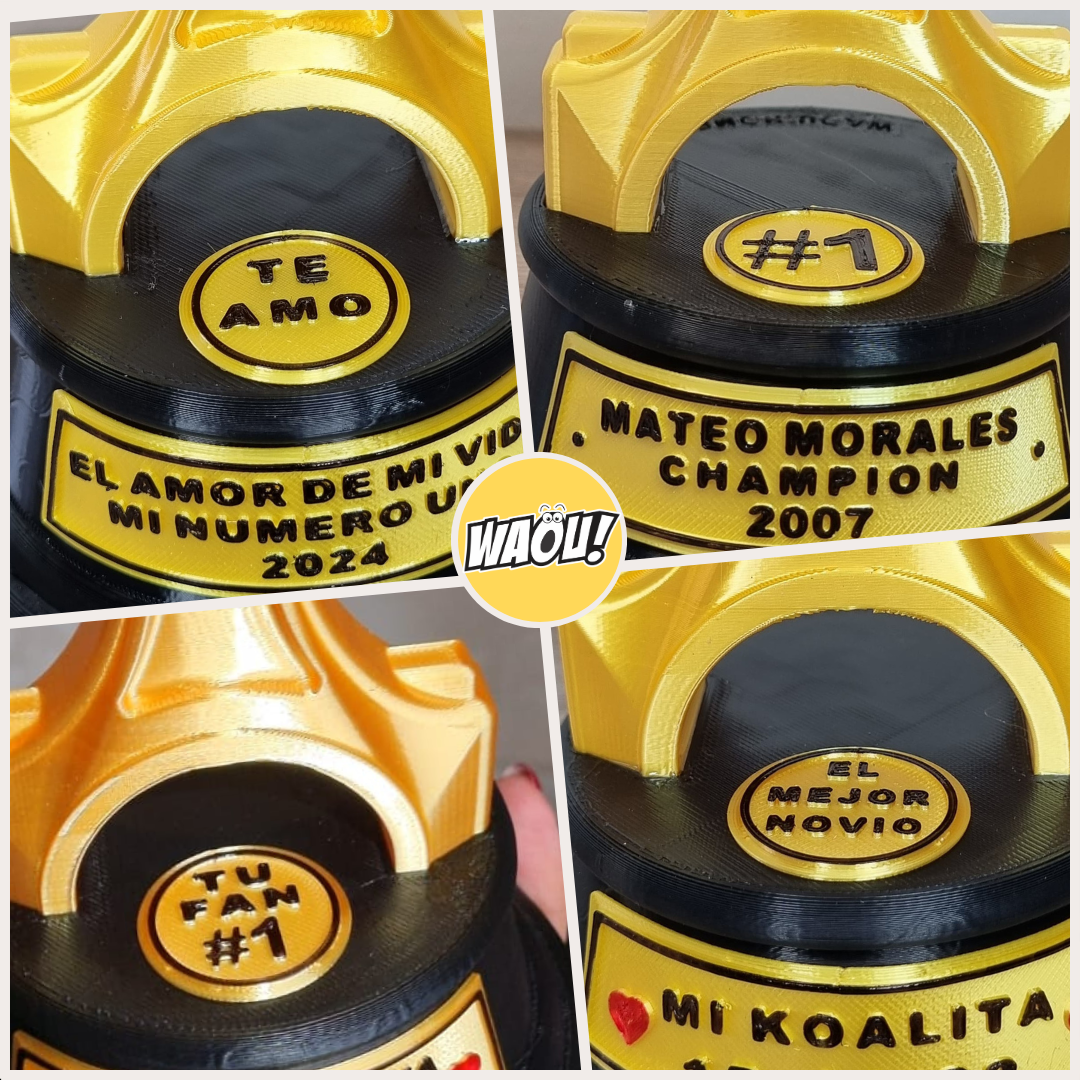 TE
AMO
EL AMOR DE MI
MI NUMERO
2024
#1
MATEO MORALES
CHAMPION
2007
WAOU!
TU
FAN
#1
EL
MEJOR
NOVIO
MI KOALITA